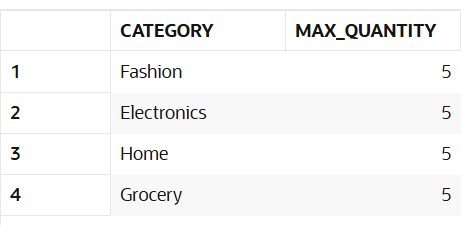 CATEGORY MAX_QUANTITY
1 Fashion 5
2 Electronics 5
3 Home 5
4 Grocery 5